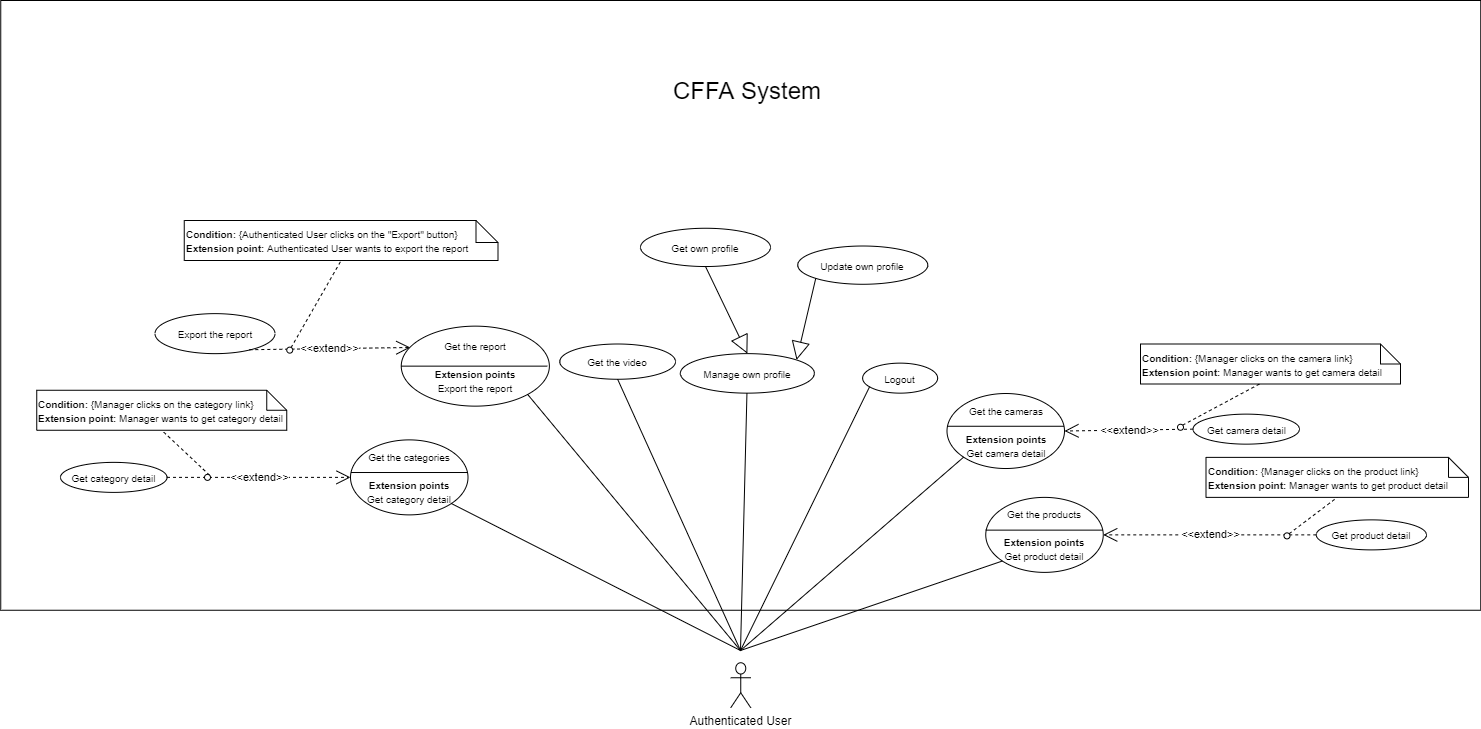 CFFA System
Condition: {Authenticated User clicks on the "Export" button}
Extension point: Authenticated User wants to export the report
Get own profile
Update own profile
Export the report
<<extend>>
Get the report
Extension points
Export the report
Get the video
Manage own profile
Logout
Condition: {Manager clicks on the camera link}
Extension point: Manager wants to get camera detail
Condition: {Manager clicks on the category link}
Extension point: Manager wants to get category detail
Get the cameras
Extension points
Get camera detail
<<extend>>
Get camera detail
Get category detail
<<extend>>
Get the categories
Extension points
Get category detail
Condition: {Manager clicks on the product link}
Extension point: Manager wants to get product detail
Get the products
Extension points
Get product detail
<<extend>>
Get product detail
Authenticated User